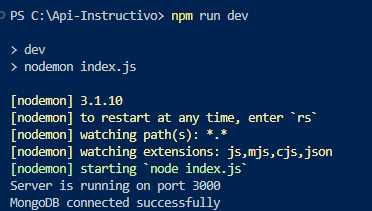 PS C:\Api-Instructivo> npm run dev
> dev
> nodemon index.js
[nodemon] 3.1.10
[nodemon] to restart at any time, enter `rs`
[nodemon] watching path(s): *.*
[nodemon] watching extensions: js,mjs,cjs,json
[nodemon] starting `node index.js`
Server is running on port 3000
MongoDB connected successfully